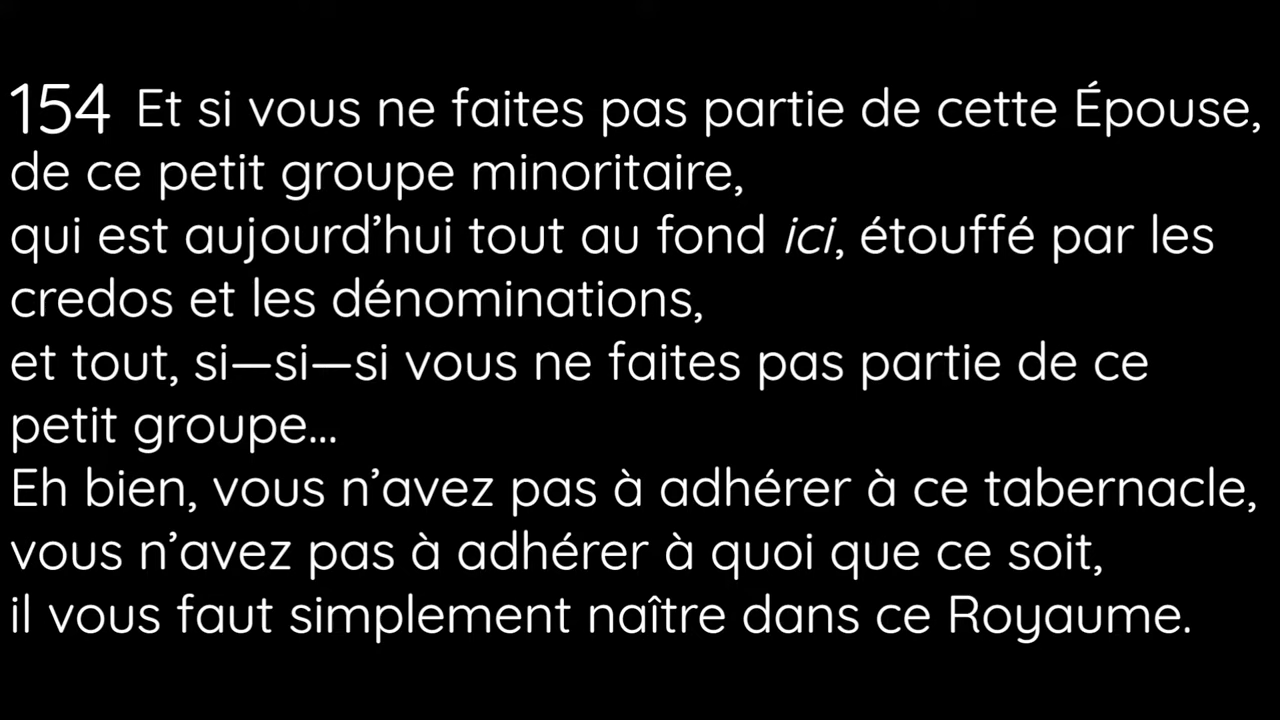 154 Et si vous ne faites pas partie de cette Épouse,
de ce petit groupe minoritaire,
qui est aujourd’hui tout au fond ici, étouffé par les
credos et les dénominations,
et tout, si—si—si vous ne faites pas partie de ce
petit groupe...
Eh bien, vous n’avez pas à adhérer à ce tabernacle,
vous n’avez pas à adhérer à quoi que ce soit,
il vous faut simplement naître dans ce Royaume.